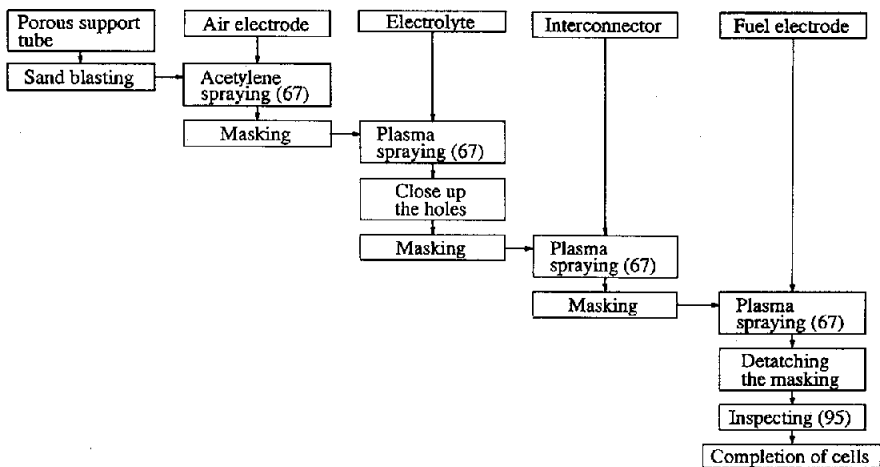 Porous support
tube
Air electrode
Electrolyte
Interconnector
Fuel electrode
Sand blasting
Acetylene
spraying (67)
Masking
Plasma
spraying (67)
Close up
the holes
Masking
Plasma
spraying (67)
Masking
Plasma
spraying (67)
Detatching
the masking
Inspecting (95)
Completion of cells